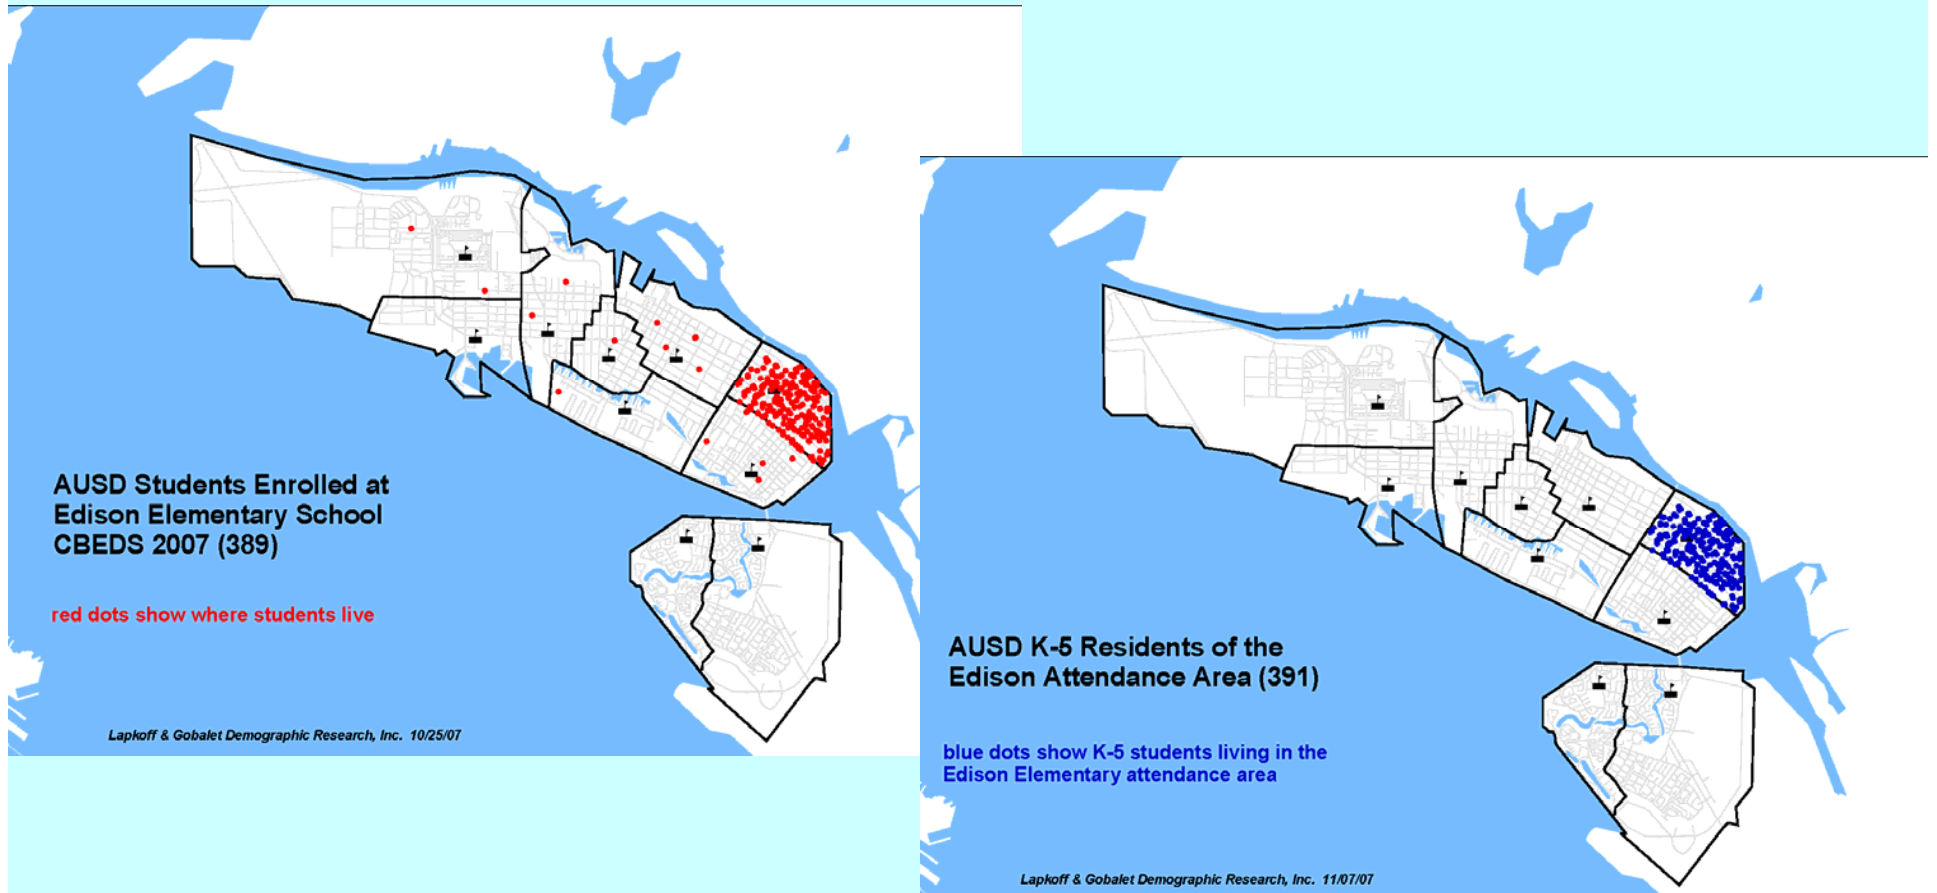 AUSD Students Enrolled at
Edison Elementary School
CBEDS 2007 (389)
red dots show where students live
Lapkoff & Gobalet Demographic Research, Inc. 10/25/07
AUSD K-5 Residents of the
Edison Attendance Area (391)
blue dots show K-5 students living in the
Edison Elementary attendance area
Lapkoff & Gobalet Demographic Research, Inc. 11/07/07